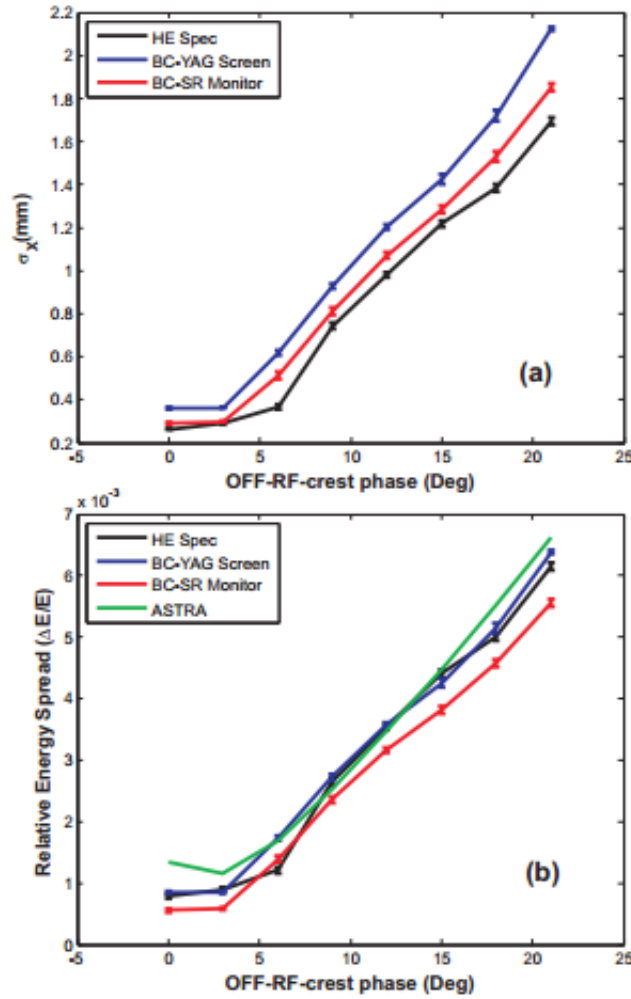 2.2
2
1.8
1.6
1.4
1.2
1
0.8
0.6
0.4
0.2
σx(mm)
HE Spec
BC-YAG Screen
BC-SR Monitor
(a)
-5 0 5 10 15 20 25
OFF-RF-crest phase (Deg)
x 10⁻³
7
6
5
4
3
2
1
0
Relative Energy Spread (ΔE/E)
HE Spec
BC-YAG Screen
BC-SR Monitor
ASTRA
(b)
-5 0 5 10 15 20 25
OFF-RF-crest phase (Deg)